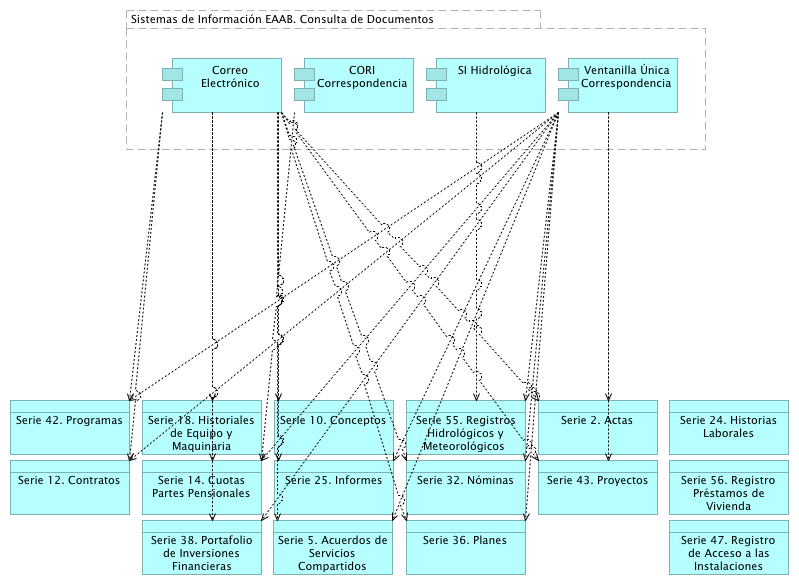 Sistemas de Información EAAB. Consulta de Documentos
Correo
Electrónico
CORI
Correspondencia
SI Hidrológica
Ventanilla Única
Correspondencia
Serie 42. Programas
Serie 18. Historiales
de Equipo y
Maquinaria
Serie 10. Conceptos
Serie 55. Registros
Hidrológicos y
Meteorológicos
Serie 2. Actas
Serie 24. Historias
Laborales
Serie 12. Contratos
Serie 14. Cuotas
Partes Pensionales
Serie 25. Informes
Serie 32. Nóminas
Serie 43. Proyectos
Serie 56. Registro
Préstamos de
Vivienda
Serie 38. Portafolio
de Inversiones
Financieras
Serie 5. Acuerdos de
Servicios
Compartidos
Serie 36. Planes
Serie 47. Registro
de Acceso a las
Instalaciones